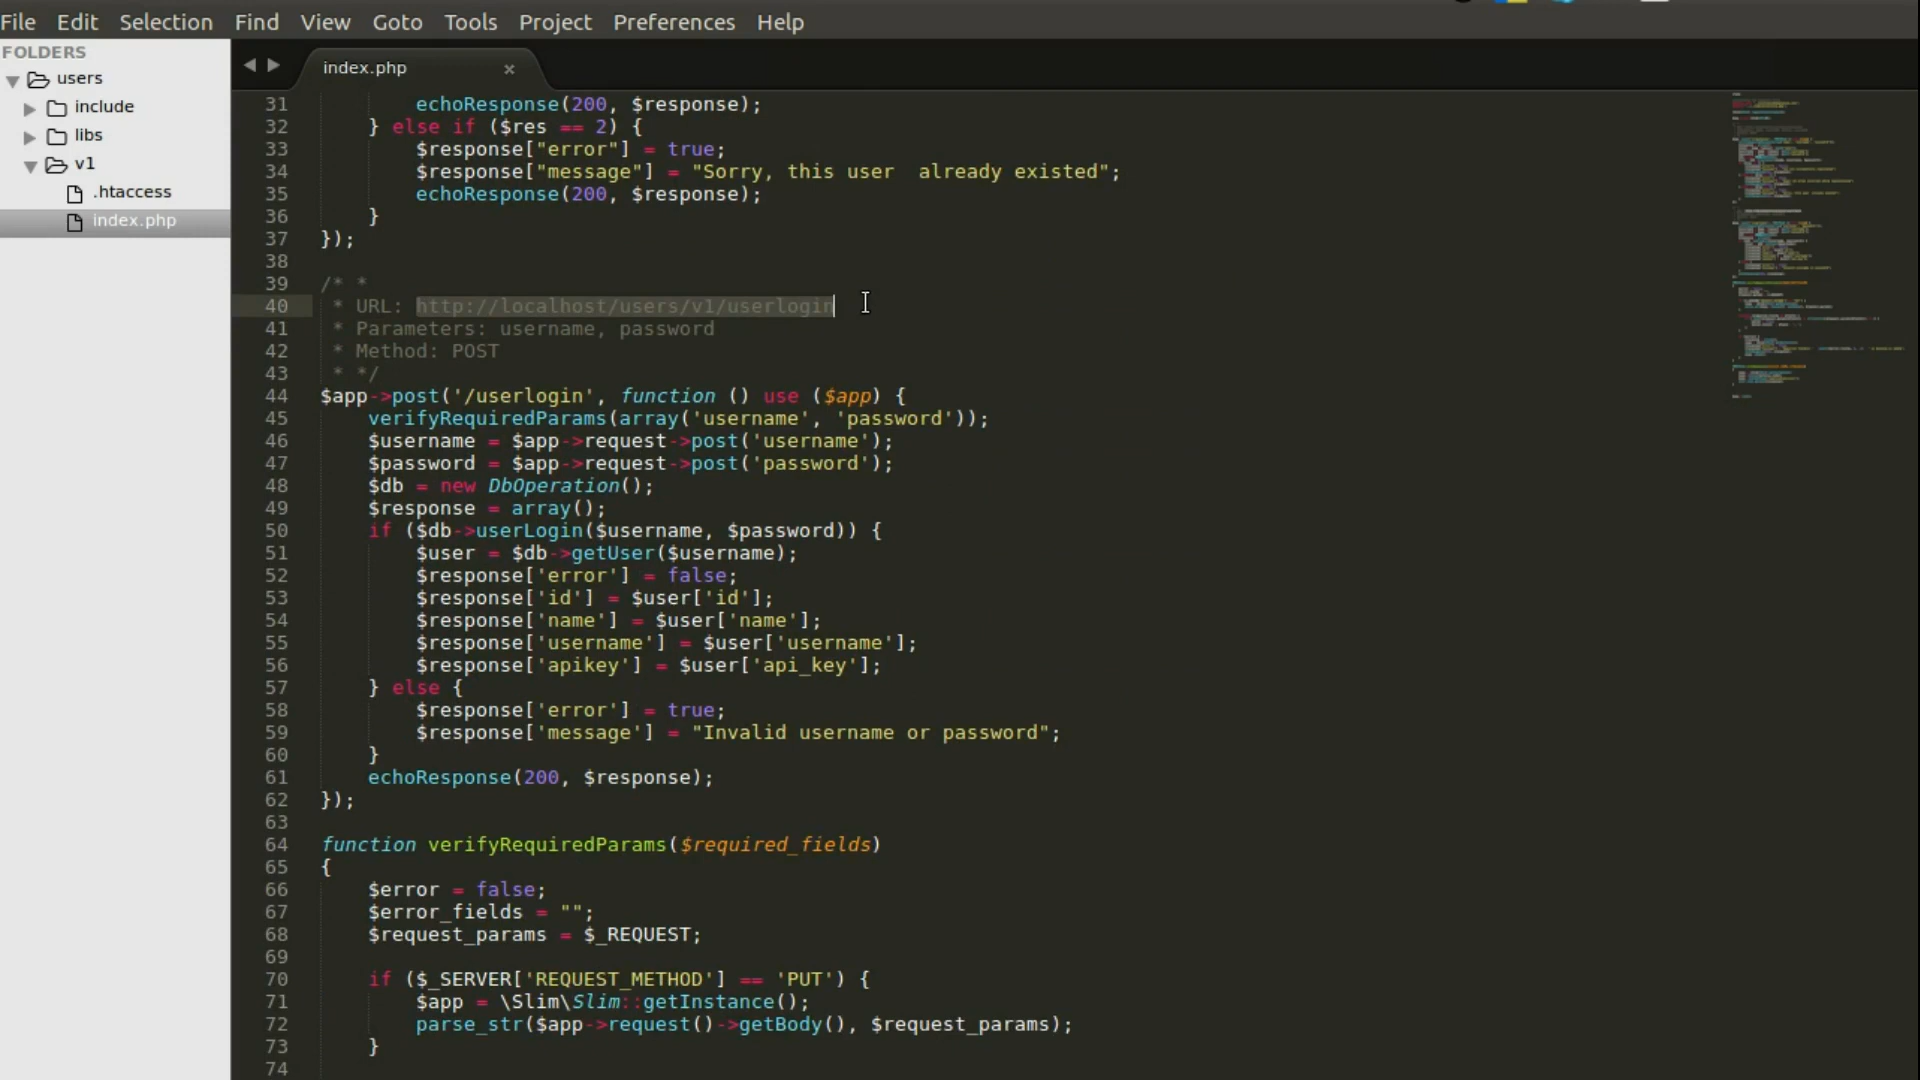 File Edit Selection Find View Goto Tools Project Preferences Help
FOLDERS
users
include
libs
v1
.htaccess
index.php
index.php
31 echoResponse(200, $response);
32 } else if ($res == 2) {
33 $response["error"] = true;
34 $response["message"] = "Sorry, this user  already existed";
35 echoResponse(200, $response);
36 }
37 });
38
39 /* *
40 * URL: http://localhost/users/v1/userlogin
41 * Parameters: username, password
42 * Method: POST
43 * */
44 $app->post('/userlogin', function () use ($app) {
45 verifyRequiredParams(array('username', 'password'));
46 $username = $app->request->post('username');
47 $password = $app->request->post('password');
48 $db = new DbOperation();
49 $response = array();
50 if ($db->userLogin($username, $password)) {
51 $user = $db->getUser($username);
52 $response['error'] = false;
53 $response['id'] = $user['id'];
54 $response['name'] = $user['name'];
55 $response['username'] = $user['username'];
56 $response['apikey'] = $user['api_key'];
57 } else {
58 $response['error'] = true;
59 $response['message'] = "Invalid username or password";
60 }
61 echoResponse(200, $response);
62 });
63
64 function verifyRequiredParams($required_fields)
65 {
66 $error = false;
67 $error_fields = "";
68 $request_params = $_REQUEST;
69
70 if ($_SERVER['REQUEST_METHOD'] == 'PUT') {
71 $app = \Slim\Slim::getInstance();
72 parse_str($app->request()->getBody(), $request_params);
73 }
74